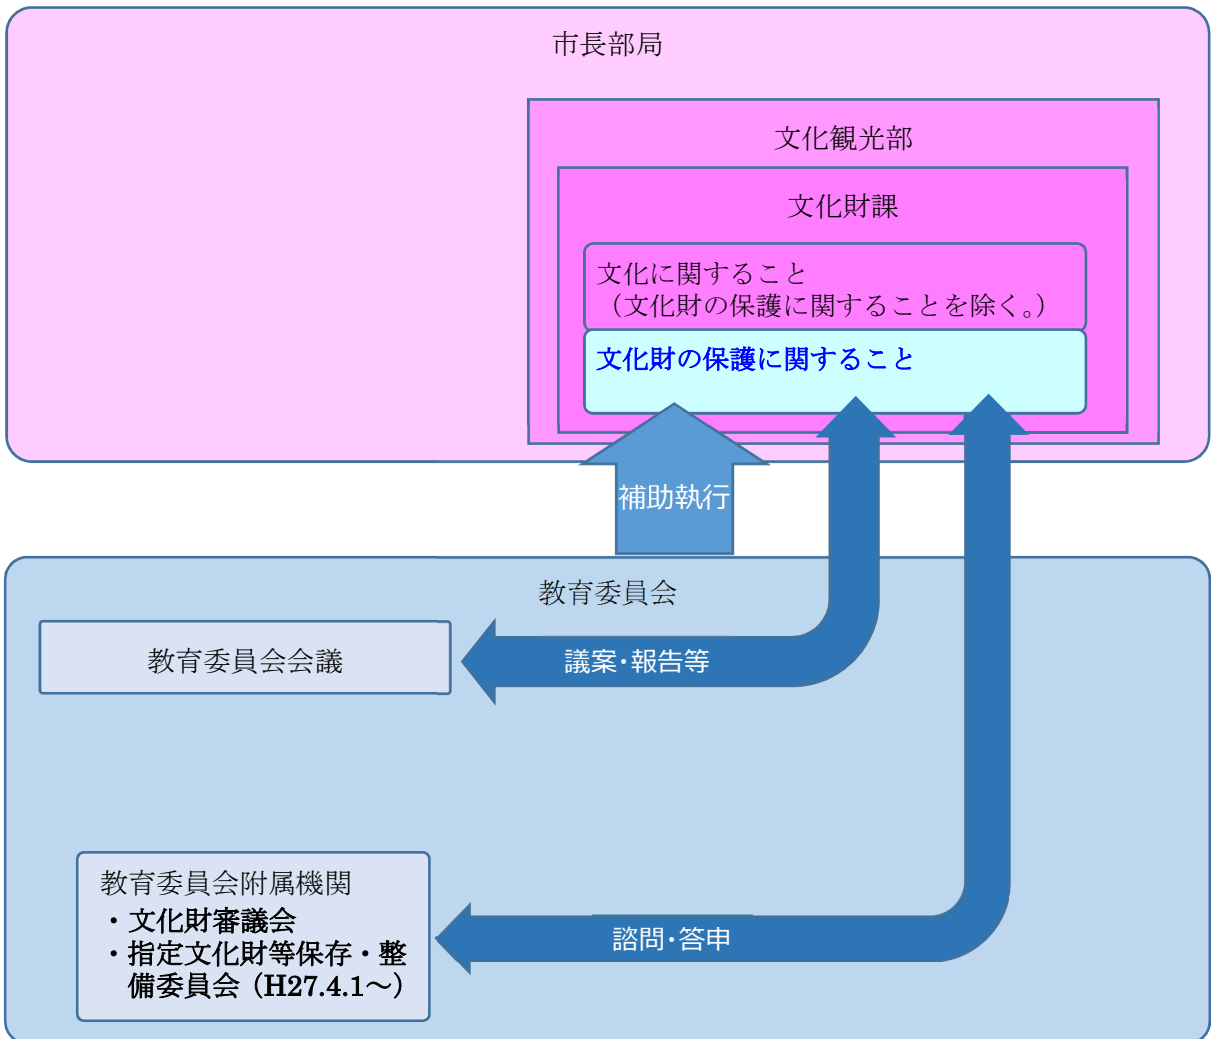 市長部局
文化観光部
文化財課
文化に関すること
（文化財の保護に関することを除く。）
文化財の保護に関すること
補助執行
教育委員会
教育委員会会議
議案・報告等
教育委員会附属機関
・文化財審議会
・指定文化財等保存・整
備委員会（H27.4.1～）
諮問・答申